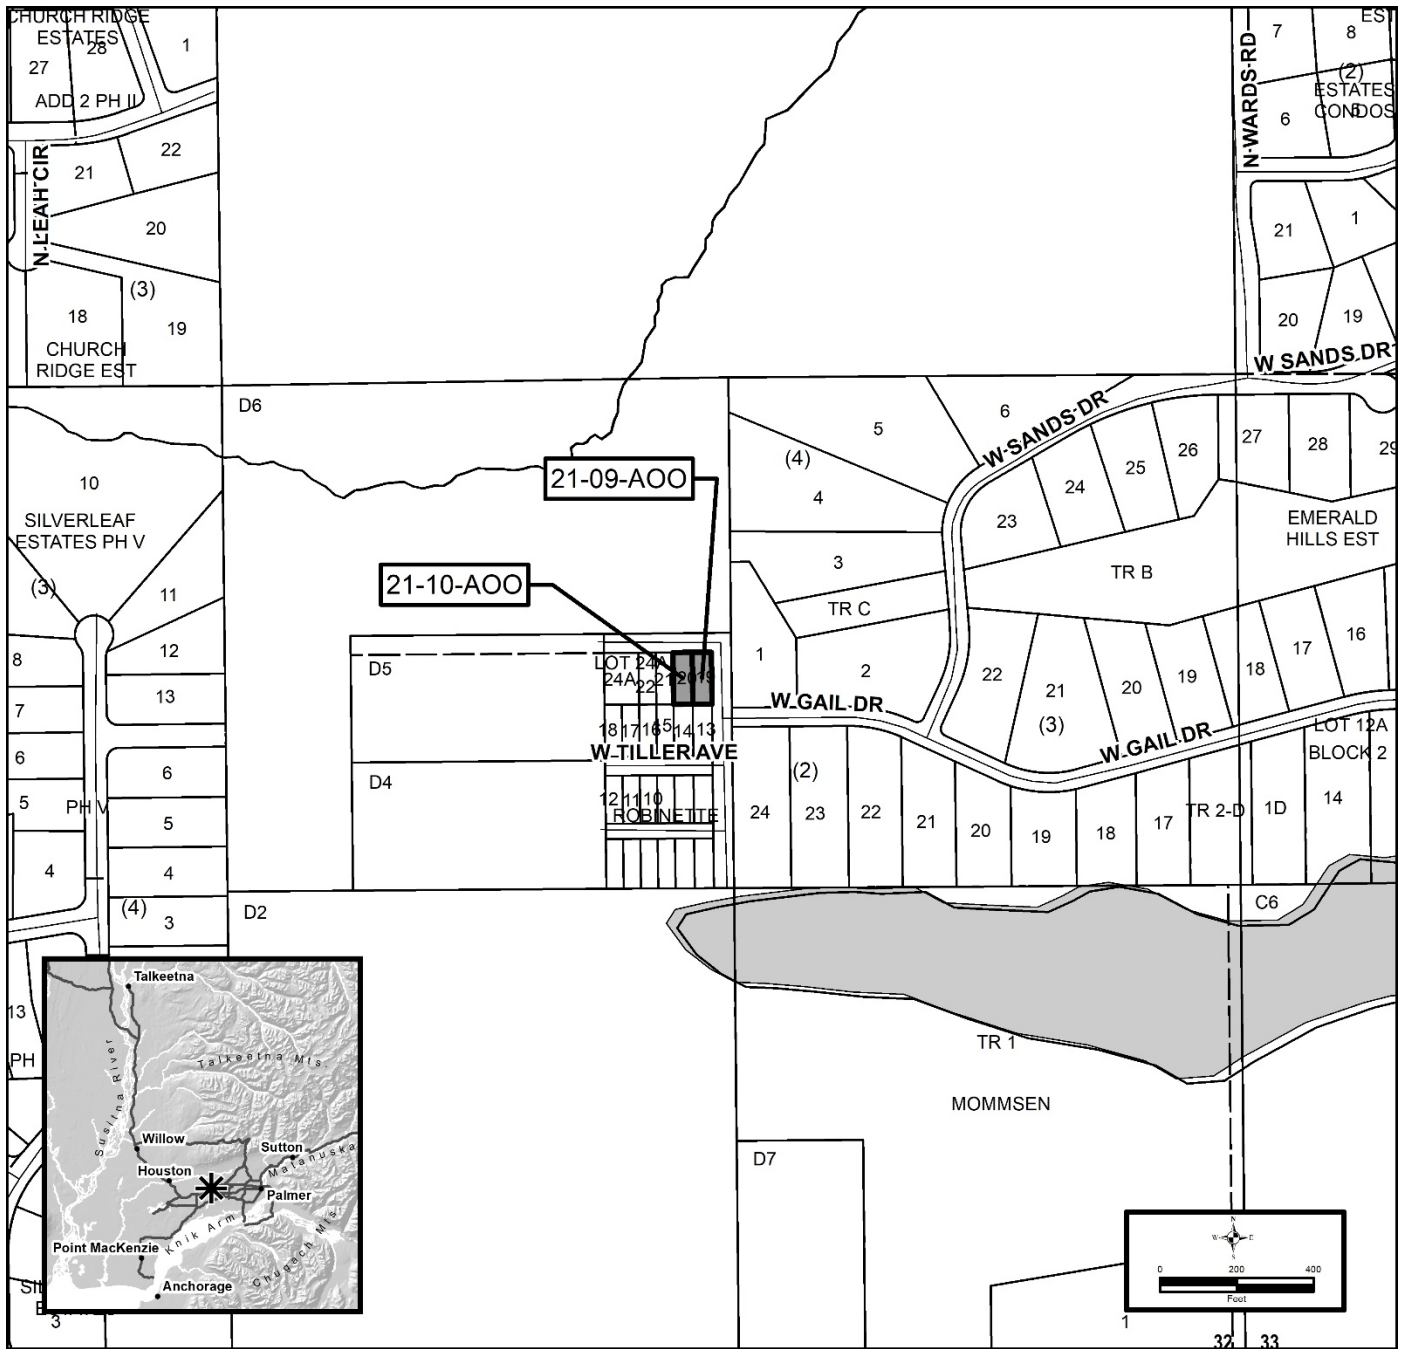 CHURCH RIDGE
ESTATES
28
27
1
ADD 2 PH II
N LEAH CIR
21
22
20
(3)
18
19
CHURCH
RIDGE EST
N WARDS RD
7
8
EST
(2)
ESTATES
CONDOS
6
21
1
20
19
W SANDS DR
D6
10
SILVERLEAF
ESTATES PH V
(3)
11
12
8
13
7
6
6
5
PH V
5
4
4
(4)
3
13
PH
21-09-AOO
21-10-AOO
D5
LOT 24A
24A
22
21
20
19
18
17
16
15
14
13
W TILLER AVE
D4
12
11
10
ROBINETTE
D2
5
6
(4)
4
3
TR C
1
2
W SANDS DR
23
24
25
26
27
28
29
EMERALD
HILLS EST
TR B
22
21
20
19
18
17
16
(3)
W GAIL DR
W GAIL DR
LOT 12A
BLOCK 2
(2)
24
23
22
21
20
19
18
17
TR 2-D
1D
14
C6
TR 1
MOMMSEN
D7
1
32
33
3
Talkeetna
Susitna River
Talkeetna Mts.
Willow
Sutton
Houston
Matanuska
Palmer
Knik Arm
Point MacKenzie
Chugach Mts.
Anchorage
N
W
E
S
0
200
400
Feet